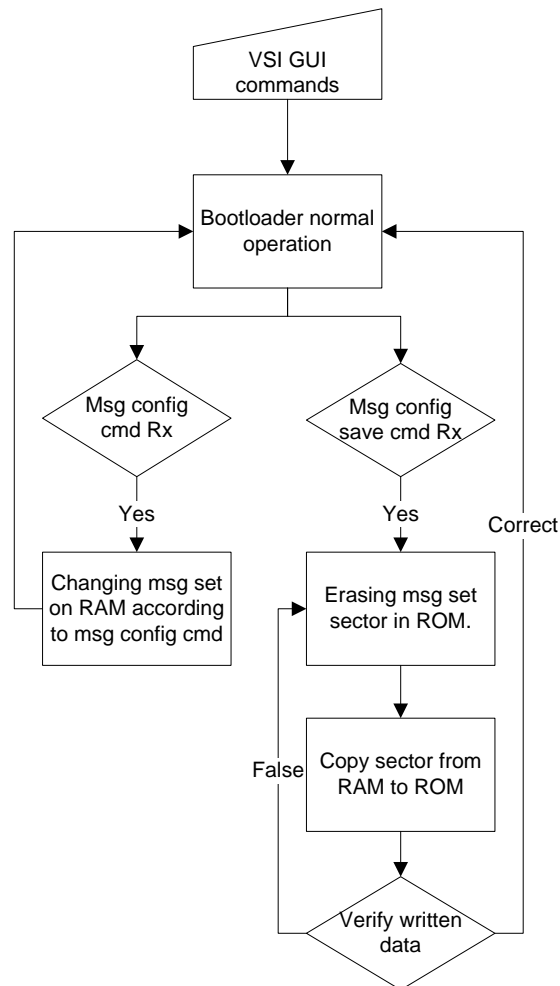 VSI GUI
commands
Bootloader normal
operation
Msg config
cmd Rx
Msg config
save cmd Rx
Yes
Yes
Correct
Changing msg set
on RAM according
to msg config cmd
Erasing msg set
sector in ROM.
False
Copy sector from
RAM to ROM
Verify written
data